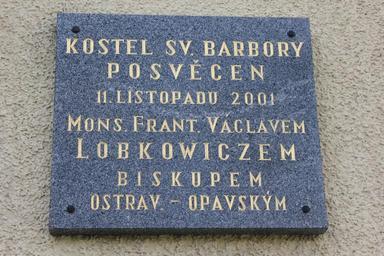 KOSTEL SV. BARBORY
POSVĚCEN
11. LISTOPADU 2001
MONS. FRANT. VÁCLAVEM
LOBKOWICZEM
BISKUPEM
OSTRAV. - OPAVSKÝM